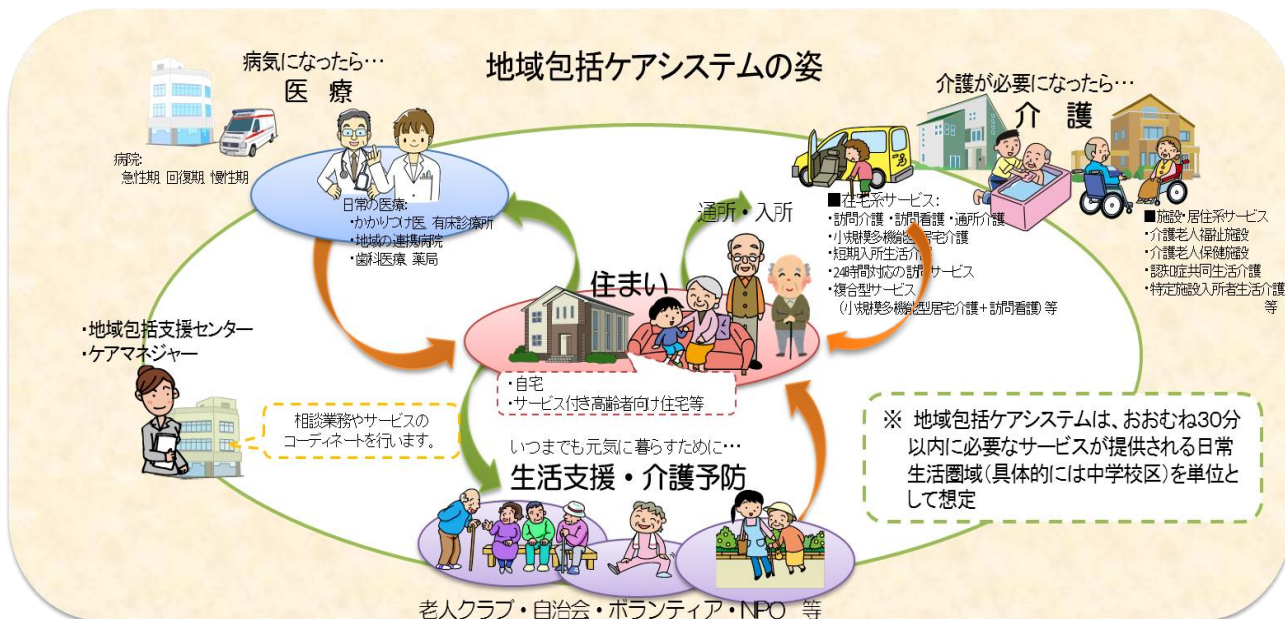 地域包括ケアシステムの姿
病気になったら…
医 療
病院:
急性期 回復期 慢性期
日常の医療:
・かかりつけ医 有床診療所
・地域の連携病院
・歯科医療 薬局
通所・入所
介護が必要になったら…
介 護
■在宅系サービス:
・訪問介護・訪問看護・通所介護
・小規模多機能型居宅介護
・短期入所生活介護
・24時間対応の訪問サービス
・複合型サービス
(小規模多機能型居宅介護+訪問看護)等
■施設・居住系サービス
・介護老人福祉施設
・介護老人保健施設
・認知症共同生活介護
・特定施設入所者生活介護
等
住まい
・自宅
・サービス付き高齢者向け住宅等
・地域包括支援センター
・ケアマネジャー
相談業務やサービスの
コーディネートを行います。
いつまでも元気に暮らすために…
生活支援・介護予防
老人クラブ・自治会・ボランティア・NPO 等
※ 地域包括ケアシステムは、おおむね30分
以内に必要なサービスが提供される日常
生活圏域(具体的には中学校区)を単位と
して想定